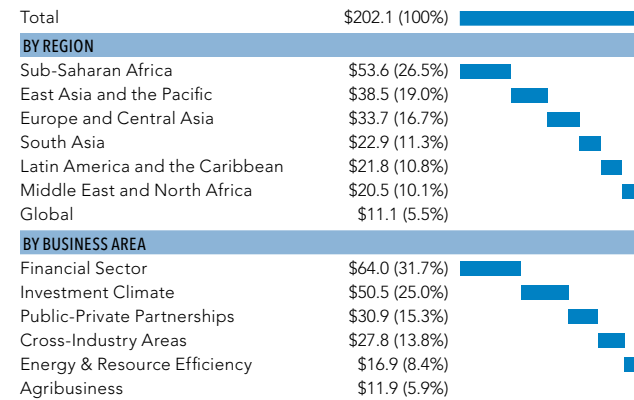 Total $202.1 (100%)
BY REGION
Sub-Saharan Africa $53.6 (26.5%)
East Asia and the Pacific $38.5 (19.0%)
Europe and Central Asia $33.7 (16.7%)
South Asia $22.9 (11.3%)
Latin America and the Caribbean $21.8 (10.8%)
Middle East and North Africa $20.5 (10.1%)
Global $11.1 (5.5%)
BY BUSINESS AREA
Financial Sector $64.0 (31.7%)
Investment Climate $50.5 (25.0%)
Public-Private Partnerships $30.9 (15.3%)
Cross-Industry Areas $27.8 (13.8%)
Energy & Resource Efficiency $16.9 (8.4%)
Agribusiness $11.9 (5.9%)